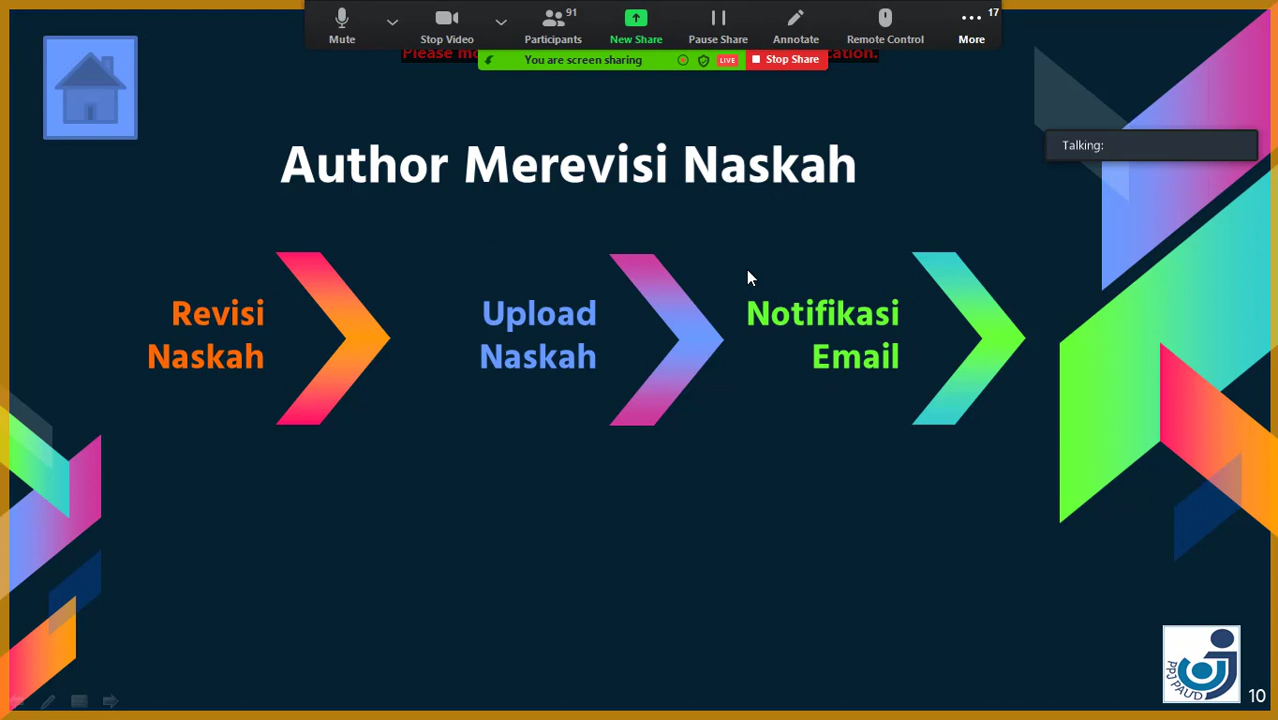 91
17
Mute
Stop Video
Participants
New Share
Pause Share
Annotate
Remote Control
More
Please
You are screen sharing
LIVE
Stop Share
Talking:
Author Merevisi Naskah
Revisi
Naskah
Upload
Naskah
Notifikasi
Email
PPJ PAUD
10